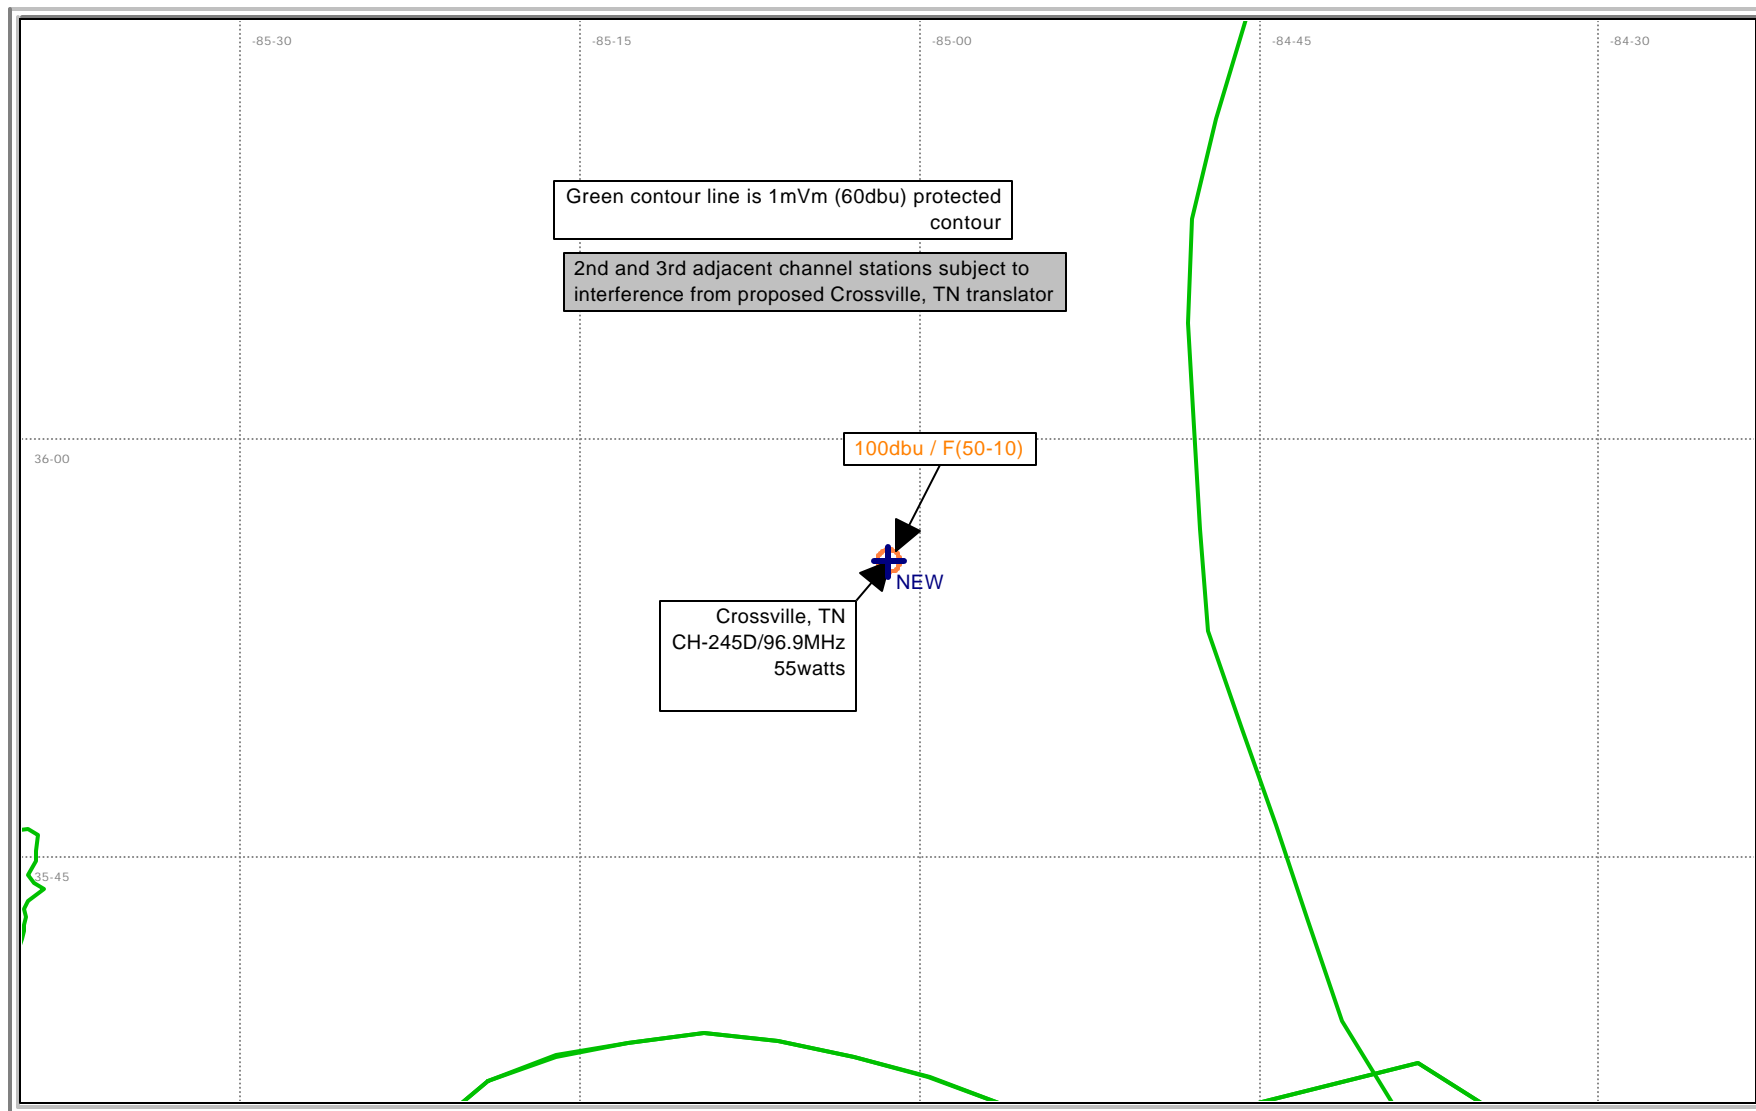 -85-30
-85-15
-85-00
-84-45
-84-30
Green contour line is 1mVm (60dbu) protected
contour
2nd and 3rd adjacent channel stations subject to
interference from proposed Crossville, TN translator
100dbu / F(50-10)
36-00
NEW
Crossville, TN
CH-245D/96.9MHz
55watts
35-45